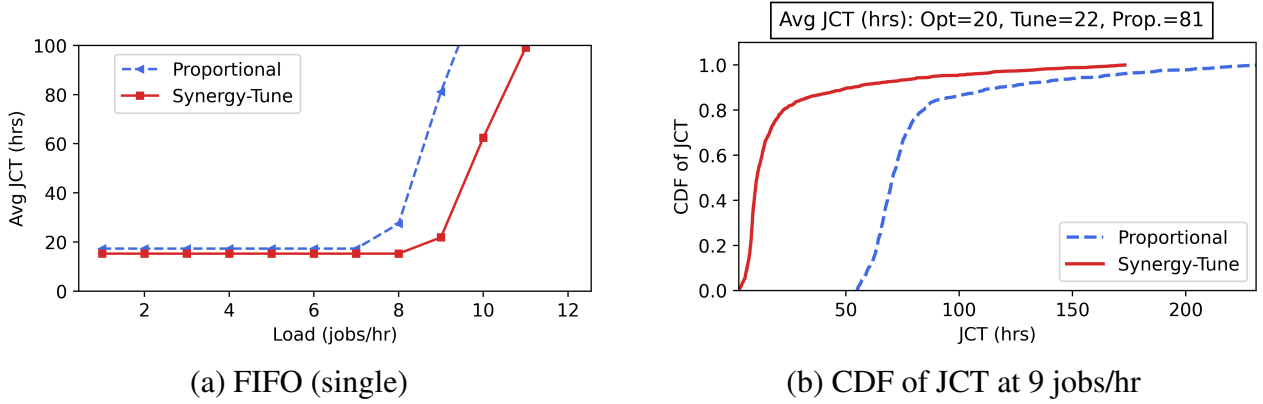 100
80
60
40
20
0
Avg JCT (hrs)
Proportional
Synergy-Tune
2 4 6 8 10 12
Load (jobs/hr)
(a) FIFO (single)
Avg JCT (hrs): Opt=20, Tune=22, Prop.=81
1.0
0.8
0.6
0.4
0.2
0.0
CDF of JCT
Proportional
Synergy-Tune
50 100 150 200
JCT (hrs)
(b) CDF of JCT at 9 jobs/hr